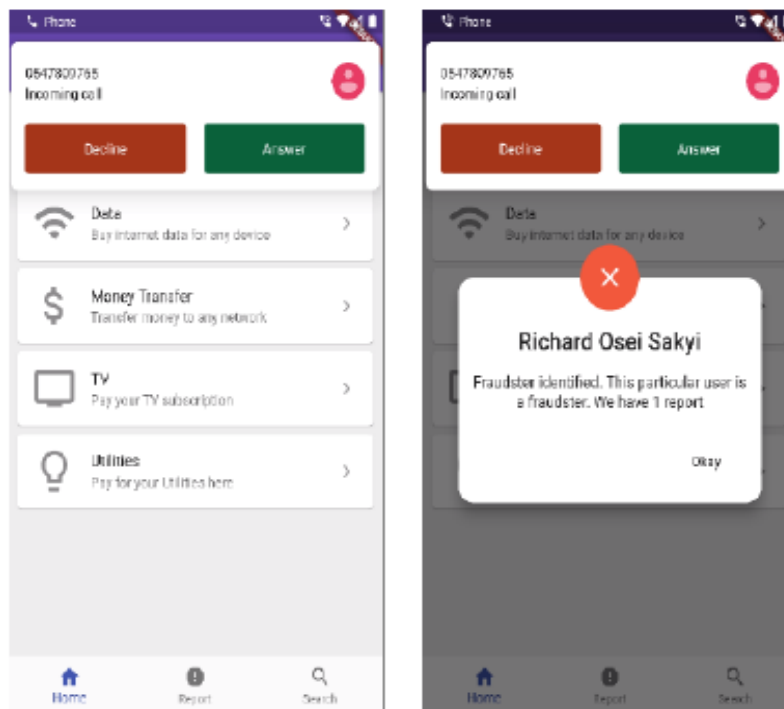 Phone
0547809765
Incoming call
Decline
Answer
Data
Buy internet data for any device
Money Transfer
Transfer money to any network
TV
Pay your TV subscription
Utilities
Pay for your Utilities here
Home
Report
Search
Phone
0547809765
Incoming call
Decline
Answer
Data
Buy internet data for any device
Richard Osei Sakyi
Fraudster identified. This particular user is
a fraudster. We have 1 report
Okay
Home
Report
Search